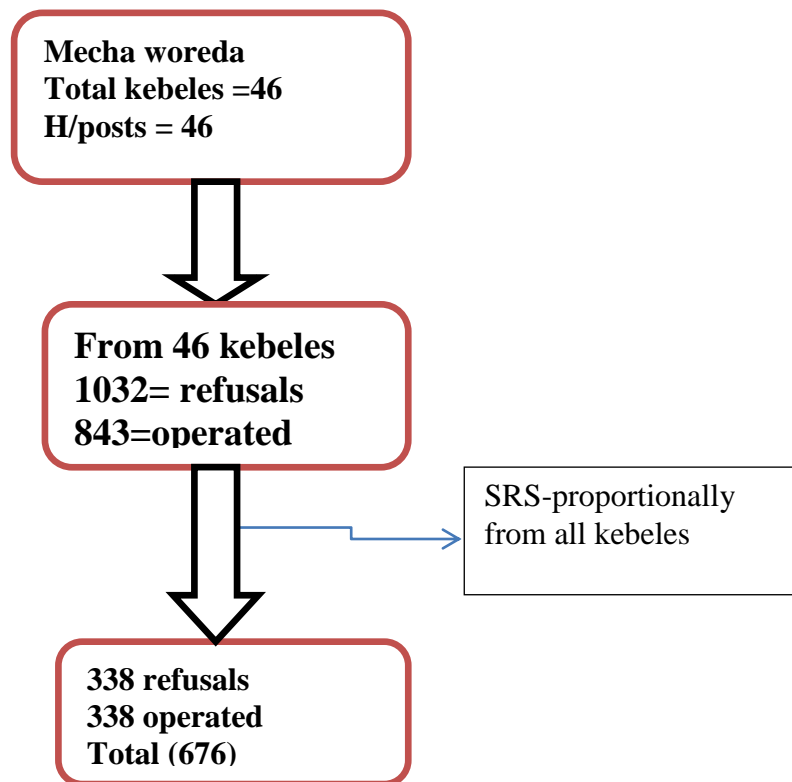 Mecha woreda
Total kebeles =46
H/posts = 46
From 46 kebeles
1032= refusals
843=operated
SRS-proportionally
from all kebeles
338 refusals
338 operated
Total (676)